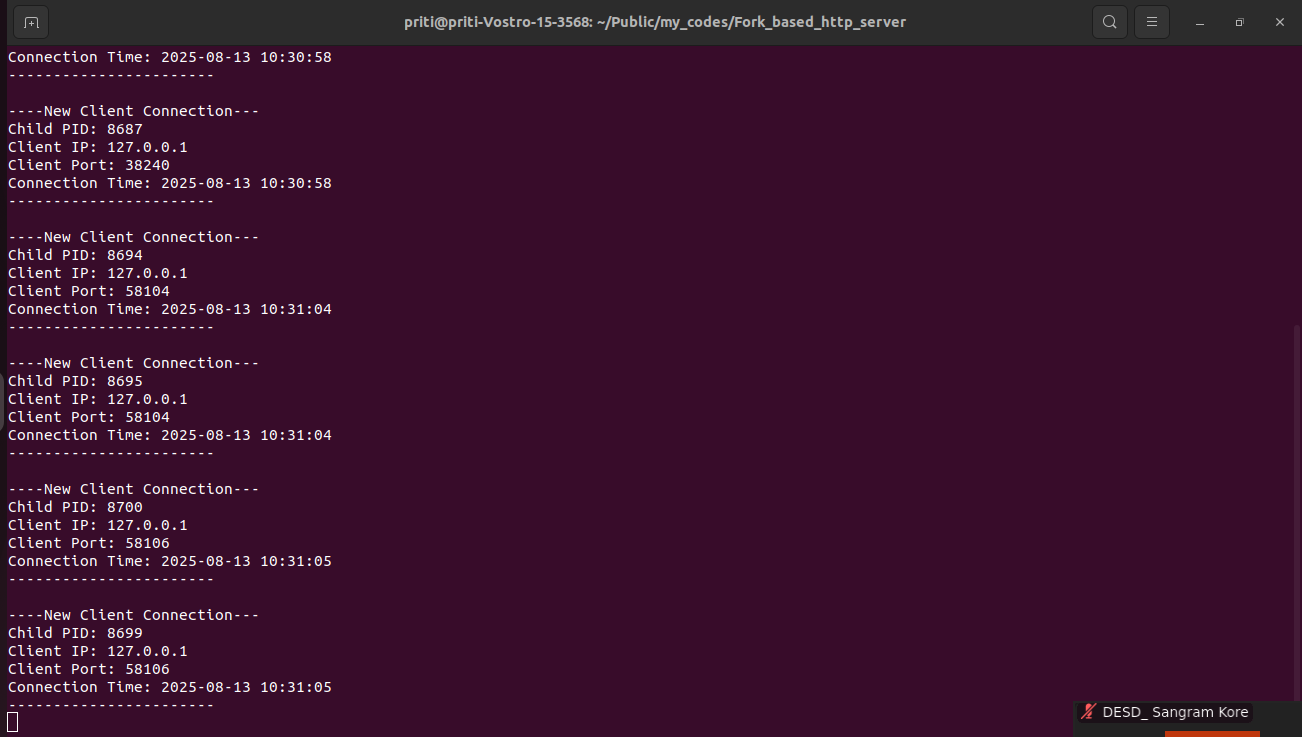 priti@priti-Vostro-15-3568: ~/Public/my_codes/Fork_based_http_server
Connection Time: 2025-08-13 10:30:58
-----------------------
----New Client Connection---
Child PID: 8687
Client IP: 127.0.0.1
Client Port: 38240
Connection Time: 2025-08-13 10:30:58
-----------------------
----New Client Connection---
Child PID: 8694
Client IP: 127.0.0.1
Client Port: 58104
Connection Time: 2025-08-13 10:31:04
-----------------------
----New Client Connection---
Child PID: 8695
Client IP: 127.0.0.1
Client Port: 58104
Connection Time: 2025-08-13 10:31:04
-----------------------
----New Client Connection---
Child PID: 8700
Client IP: 127.0.0.1
Client Port: 58106
Connection Time: 2025-08-13 10:31:05
-----------------------
----New Client Connection---
Child PID: 8699
Client IP: 127.0.0.1
Client Port: 58106
Connection Time: 2025-08-13 10:31:05
-----------------------
DESD_ Sangram Kore